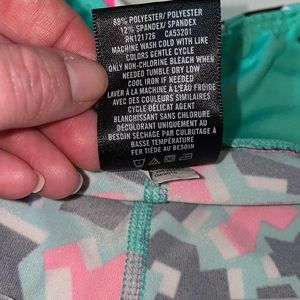 88% POLYESTER/ POLYESTER
12% SPANDEX/ SPANDEX
RN121726 CA53201
MACHINE WASH COLD WITH LIKE
COLORS GENTLE CYCLE
ONLY NON-CHLORINE BLEACH WHEN
NEEDED TUMBLE DRY LOW
COOL IRON IF NEEDED
LAVER À LA MACHINE À L'EAU FROIDE
AVEC DES COULEURS SIMILAIRES
CYCLE DÉLICAT AGENT
BLANCHISSANT SANS CHLORE
DÉCOLORANT UNIQUEMENT AU
BESOIN SÉCHAGE PAR CULBUTAGE À
BASSE TEMPÉRATURE
FER TIÈDE AU BESOIN